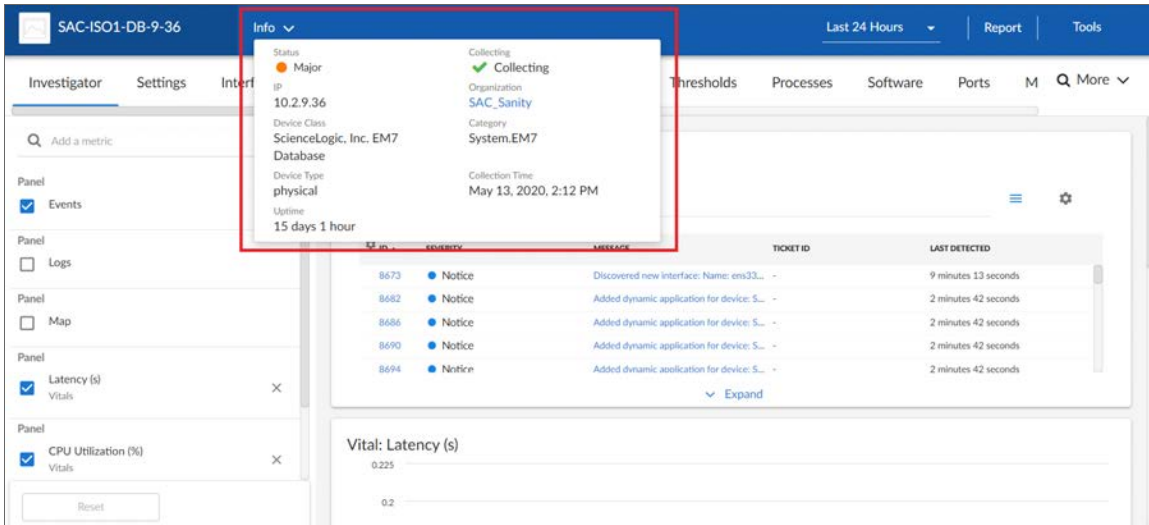 SAC-ISO1-DB-9-36
Info
Last 24 Hours
Report
Tools
Investigator
Settings
Thresholds
Processes
Software
Ports
M
More
Status
Major
Collecting
Collecting
IP
10.2.9.36
Organization
SAC_Sanity
Device Class
ScienceLogic, Inc. EM7
Database
Category
System.EM7
Device Type
physical
Collection Time
May 13, 2020, 2:12 PM
Uptime
15 days 1 hour
Add a metric
Panel
Events
Panel
Logs
Panel
Map
Panel
Latency (s)
Vitals
Panel
CPU Utilization (%)
Vitals
Reset
ID SEVERITY MESSAGE TICKET ID LAST DETECTED
8673 Notice Discovered new interface: Name: ens33... - 9 minutes 13 seconds
8682 Notice Added dynamic application for device: S... - 2 minutes 42 seconds
8686 Notice Added dynamic application for device: S... - 2 minutes 42 seconds
8690 Notice Added dynamic application for device: S... - 2 minutes 42 seconds
8694 Notice Added dynamic application for device: S... - 2 minutes 42 seconds
Expand
Vital: Latency (s)
0.225
0.2